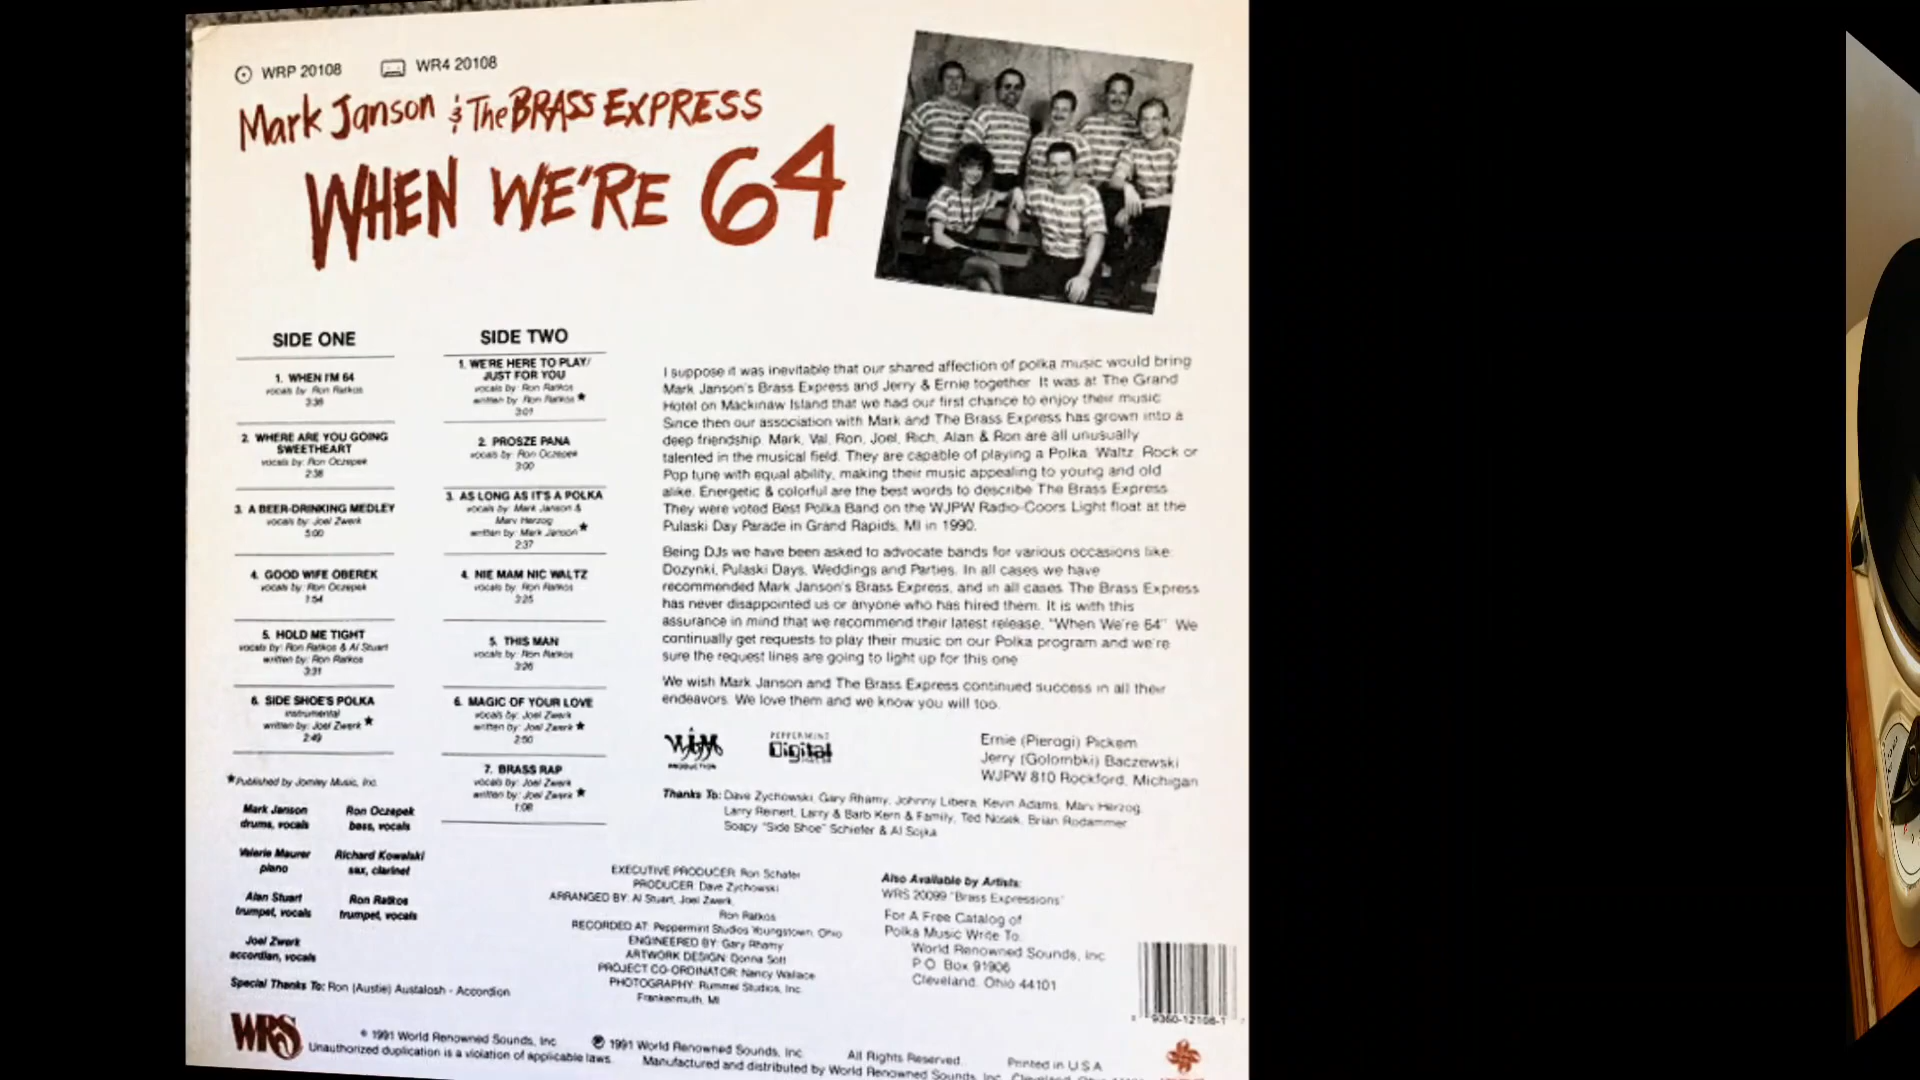 WRP 20108 WR4 20108
Mark Janson & The BRASS EXPRESS
WHEN WE'RE 64
SIDE ONE
1. WHEN I'M 64
vocals by: Ron Ratkos
3:38
2. WHERE ARE YOU GOING
SWEETHEART
vocals by: Ron Oczepek
2:38
3. A BEER-DRINKING MEDLEY
vocals by: Joel Zwerk
5:00
4. GOOD WIFE OBEREK
vocals by: Ron Oczepek
1:54
5. HOLD ME TIGHT
vocals by: Ron Ratkos & Al Stuart
written by: Ron Ratkos
3:31
6. SIDE SHOE'S POLKA
instrumental
written by: Joel Zwerk ★
2:49
★Published by Jomley Music, Inc.
SIDE TWO
1. WE'RE HERE TO PLAY/
JUST FOR YOU
vocals by: Ron Ratkos
written by: Ron Ratkos ★
3:01
2. PROSZE PANA
vocals by: Ron Oczepek
3:00
3. AS LONG AS IT'S A POLKA
vocals by: Mark Janson &
Marv Herzog
written by: Mark Janson ★
2:37
4. NIE MAM NIC WALTZ
vocals by: Ron Ratkos
3:25
5. THIS MAN
vocals by: Ron Ratkos
3:26
6. MAGIC OF YOUR LOVE
vocals by: Joel Zwerk
written by: Joel Zwerk ★
2:50
7. BRASS RAP
vocals by: Joel Zwerk
written by: Joel Zwerk ★
1:08
Mark Janson
drums, vocals
Ron Oczepek
bass, vocals
Valerie Maurer
piano
Richard Kowalski
sax, clarinet
Alan Stuart
trumpet, vocals
Ron Ratkos
trumpet, vocals
Joel Zwerk
accordian, vocals
Special Thanks To: Ron (Austie) Austalosh - Accordion
I suppose it was inevitable that our shared affection of polka music would bring
Mark Janson's Brass Express and Jerry & Ernie together. It was at The Grand
Hotel on Mackinaw Island that we had our first chance to enjoy their music.
Since then our association with Mark and The Brass Express has grown into a
deep friendship. Mark, Val, Ron, Joel, Rich, Alan & Ron are all unusually
talented in the musical field. They are capable of playing a Polka, Waltz, Rock or
Pop tune with equal ability, making their music appealing to young and old
alike. Energetic & colorful are the best words to describe The Brass Express.
They were voted Best Polka Band on the WJPW Radio-Coors Light float at the
Pulaski Day Parade in Grand Rapids, MI in 1990.
Being DJs we have been asked to advocate bands for various occasions like:
Dozynki, Pulaski Days, Weddings and Parties. In all cases we have
recommended Mark Janson's Brass Express, and in all cases The Brass Express
has never disappointed us or anyone who has hired them. It is with this
assurance in mind that we recommend their latest release, "When We're 64". We
continually get requests to play their music on our Polka program and we're
sure the request lines are going to light up for this one.
We wish Mark Janson and The Brass Express continued success in all their
endeavors. We love them and we know you will too.
Ernie (Pierogi) Pickem
Jerry (Golombki) Baczewski
WJPW 810 Rockford, Michigan
WJM
PRODUCTION
PEPPERMINT
Digital
Thanks To: Dave Zychowski, Gary Rhamy, Johnny Libera, Kevin Adams, Marv Herzog,
Larry Reinert, Larry & Barb Kern & Family, Ted Nosek, Brian Rodammer,
Soapy "Side Shoe" Schiefer & Al Sojka
EXECUTIVE PRODUCER: Ron Schafer
PRODUCER: Dave Zychowski
ARRANGED BY: Al Stuart, Joel Zwerk,
Ron Ratkos
RECORDED AT: Peppermint Studios Youngstown, Ohio
ENGINEERED BY: Gary Rhamy
ARTWORK DESIGN: Donna Sott
PROJECT CO-ORDINATOR: Nancy Wallace
PHOTOGRAPHY: Rummel Studios, Inc.
Frankenmuth, MI
Also Available by Artists:
WRS 20099 "Brass Expressions"
For A Free Catalog of
Polka Music Write To:
World Renowned Sounds, Inc.
P.O. Box 91906
Cleveland, Ohio 44101
WRS
© 1991 World Renowned Sounds, Inc.
Unauthorized duplication is a violation of applicable laws.
℗ 1991 World Renowned Sounds, Inc.
All Rights Reserved.
Printed in U.S.A.
Manufactured and distributed by World Renowned Sounds, Inc.